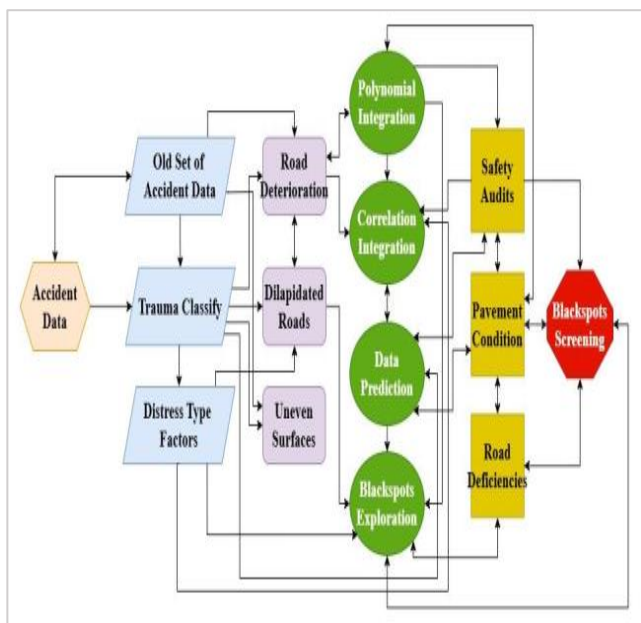 Polynomial
Integration
Old Set of
Accident Data
Road
Deterioration
Safety
Audits
Correlation
Integration
Accident
Data
Trauma Classify
Dilapidated
Roads
Pavement
Condition
Blackspots
Screening
Data
Prediction
Distress Type
Factors
Uneven
Surfaces
Road
Deficiencies
Blackspots
Exploration